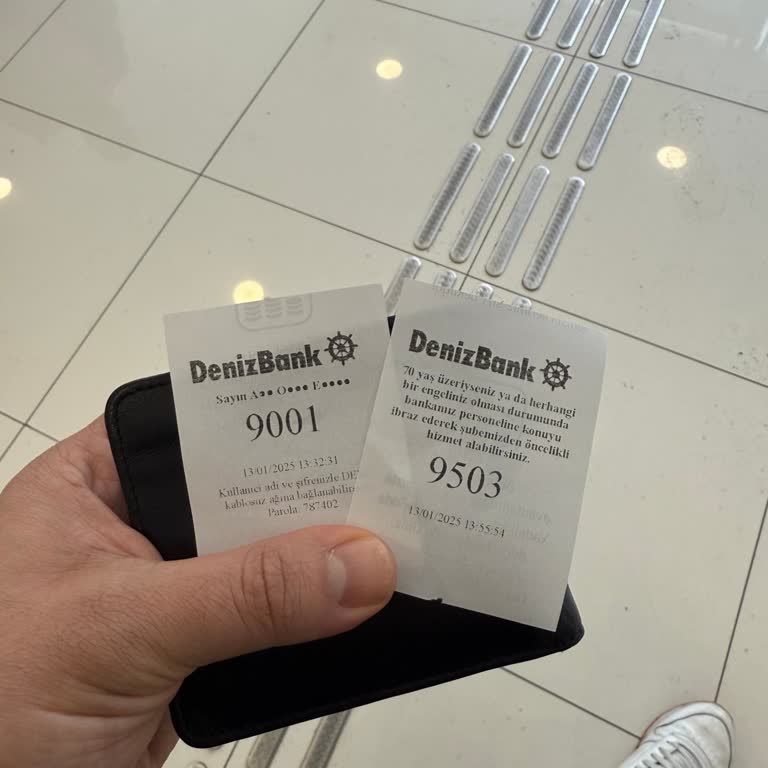 DenizBank
Sayın A•• O••• E••••
9001
13/01/2025 13:32:31
Kullanıcı adı ve şifrenizle DE
kablosuz ağına bağlanabilir
Parola: 787402
DenizBank
70 yaş üzeriyseniz ya da herhangi
bir engeliniz olması durumunda
bankamız personeline konuyu
ibraz ederek şubemizden öncelikli
hizmet alabilirsiniz.
9503
13/01/2025 13:55:54